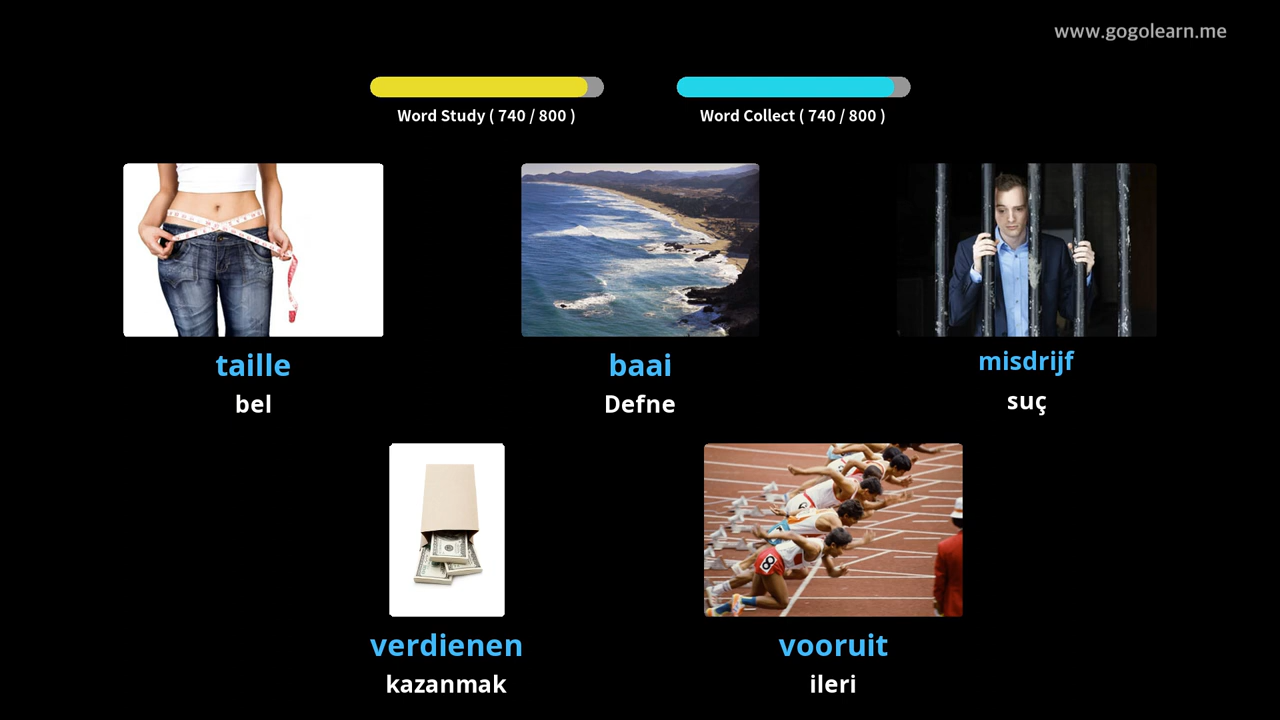 www.gogolearn.me
Word Study ( 740 / 800 )
Word Collect ( 740 / 800 )
taille
bel
baai
Defne
misdrijf
suç
verdienen
kazanmak
vooruit
ileri